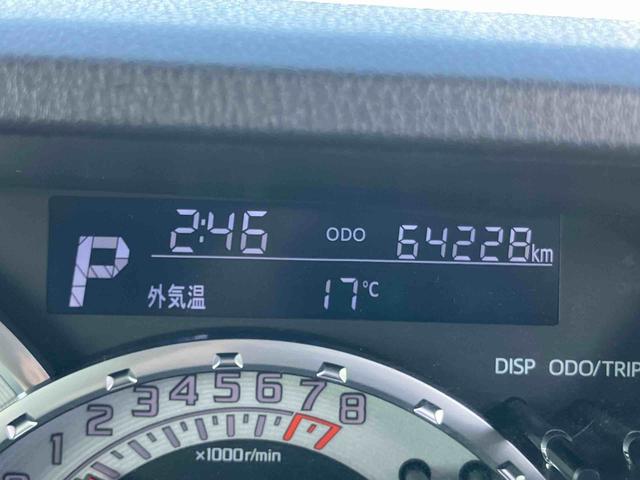 2:46 ODO 64228km
P
外気温 17℃
DISP ODO/TRIP
1 2 3 4 5 6 7 8
×1000r/min